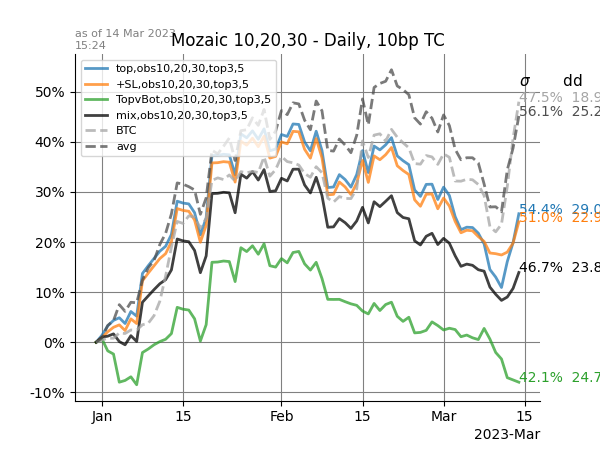 as of 14 Mar 2023
15:24
Mozaic 10,20,30 - Daily, 10bp TC
top,obs10,20,30,top3,5
+SL,obs10,20,30,top3,5
TopvBot,obs10,20,30,top3,5
mix,obs10,20,30,top3,5
BTC
avg
σ dd
47.5% 18.9
56.1% 25.2
54.4% 29.0
51.0% 22.9
46.7% 23.8
42.1% 24.7
50%
40%
30%
20%
10%
0%
-10%
Jan 15 Feb 15 Mar 15
2023-Mar